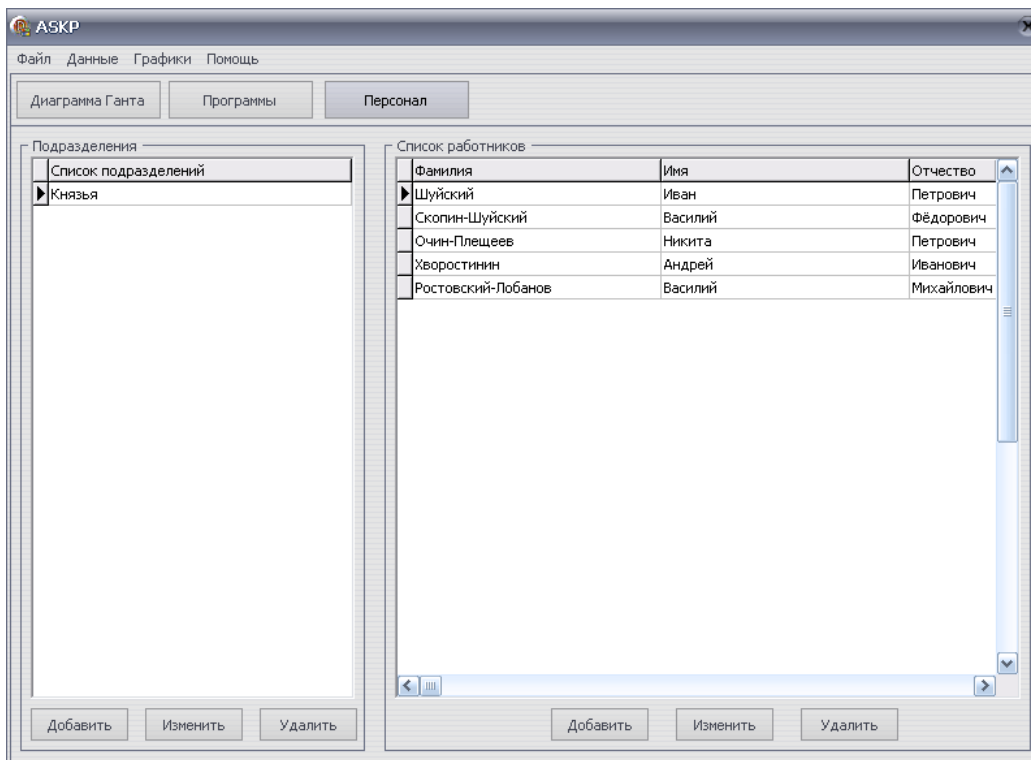 ASKP
Файл Данные Графики Помощь
Диаграмма Ганта Программы Персонал
Подразделения
Список подразделений
Князья
Список работников
Фамилия Имя Отчество
Шуйский Иван Петрович
Скопин-Шуйский Василий Фёдорович
Очин-Плещеев Никита Петрович
Хворостинин Андрей Иванович
Ростовский-Лобанов Василий Михайлович
Добавить Изменить Удалить
Добавить Изменить Удалить